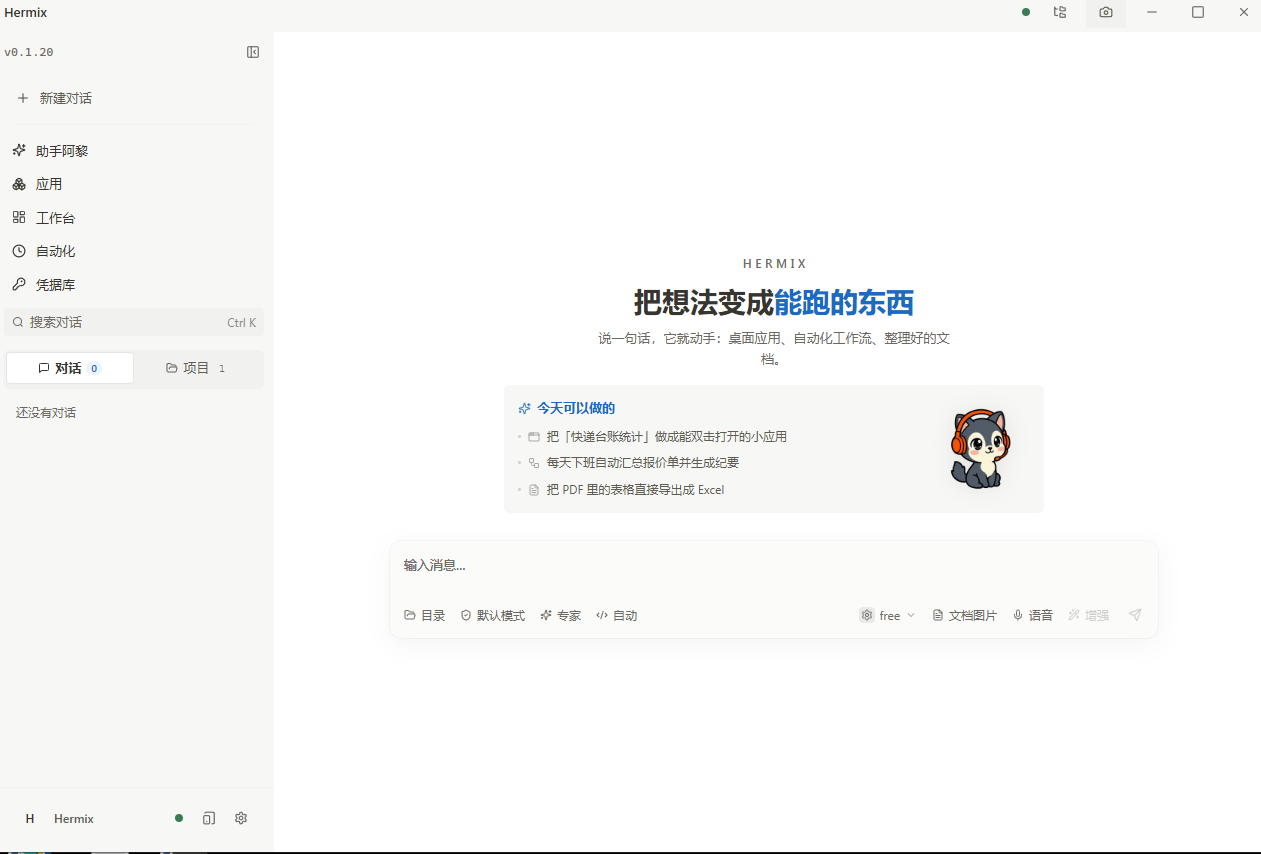 Hermix
v0.1.20
新建对话
助手阿黎
应用
工作台
自动化
凭据库
搜索对话 Ctrl K
对话 0 项目 1
还没有对话
HERMIX
把想法变成能跑的东西
说一句话，它就动手：桌面应用、自动化工作流、整理好的文
档。
今天可以做的
把「快递台账统计」做成能双击打开的小应用
每天下班自动汇总报价单并生成纪要
把 PDF 里的表格直接导出成 Excel
输入消息...
目录 默认模式 专家 自动 free 文档图片 语音 增强
H Hermix